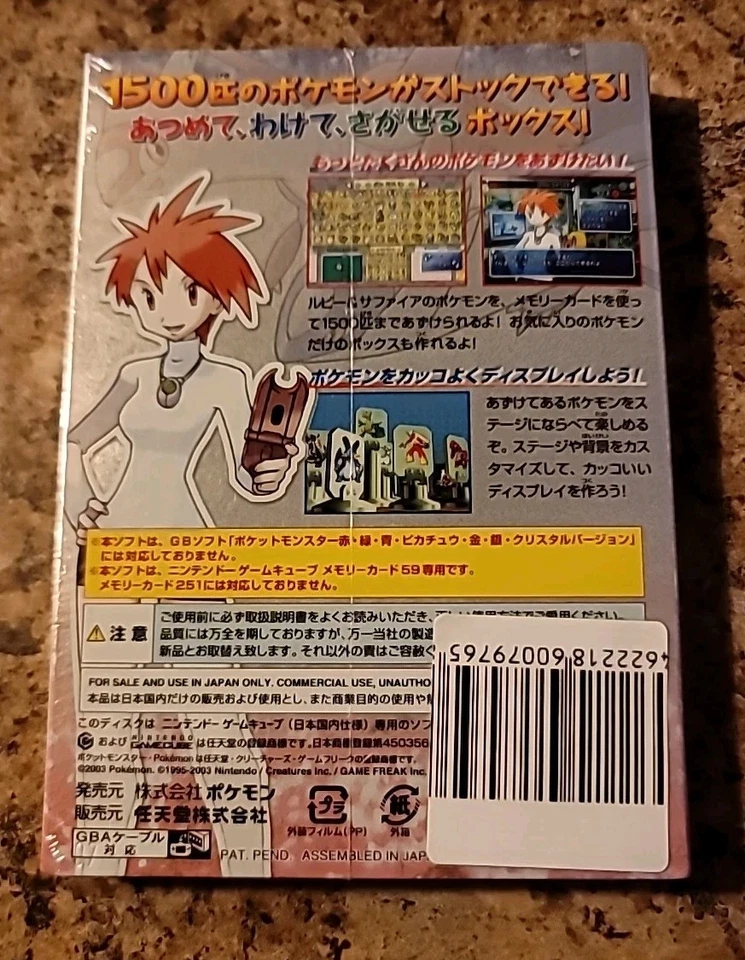 1500匹のポケモンがストックできる!
あつめて、わけて、さがせるボックス!
もっとたくさんのポケモンをあずけたい!
ルビー&サファイアのポケモンを、メモリーカードを使っ
て1500匹まであずけられるよ! お気に入りのポケモン
だけのボックスも作れるよ!
ポケモンをカッコよくディスプレイしよう!
あずけてあるポケモンをス
テージにならべて楽しめる
ぞ。ステージや背景をカス
タマイズして、カッコいい
ディスプレイを作ろう!
※本ソフトは、GBソフト「ポケットモンスター赤・緑・青・ピカチュウ・金・銀・クリスタルバージョン」
には対応しておりません。
※本ソフトは、ニンテンドーゲームキューブ メモリーカード59専用です。
メモリーカード251には対応しておりません。
注意
ご使用前に必ず取扱説明書をよくお読みいただき、正しい使用方法でご愛用ください。
品質には万全を期しておりますが、万一当社の製造
新品とお取替え致します。それ以外の責はご容赦く
FOR SALE AND USE IN JAPAN ONLY. COMMERCIAL USE, UNAUTHO
本品は日本国内だけの販売および使用とし、また商業目的の使用や
このディスクは ニンテンドーゲームキューブ (日本国内仕様) 専用のソフ
および NINTENDO GAMECUBE は任天堂の登録商標です。日本商標登録第450356
ポケットモンスター・Pokémonは任天堂・クリーチャーズ・ゲームフリークの登録商標です。
©2003 Pokémon. ©1995-2003 Nintendo / Creatures Inc. / GAME FREAK Inc.
発売元 株式会社ポケモン
販売元 任天堂株式会社
プラ
外装フィルム(PP)
紙
外箱
GBAケーブル
対応
PAT. PEND. ASSEMBLED IN JAP
46222218 6007 9765